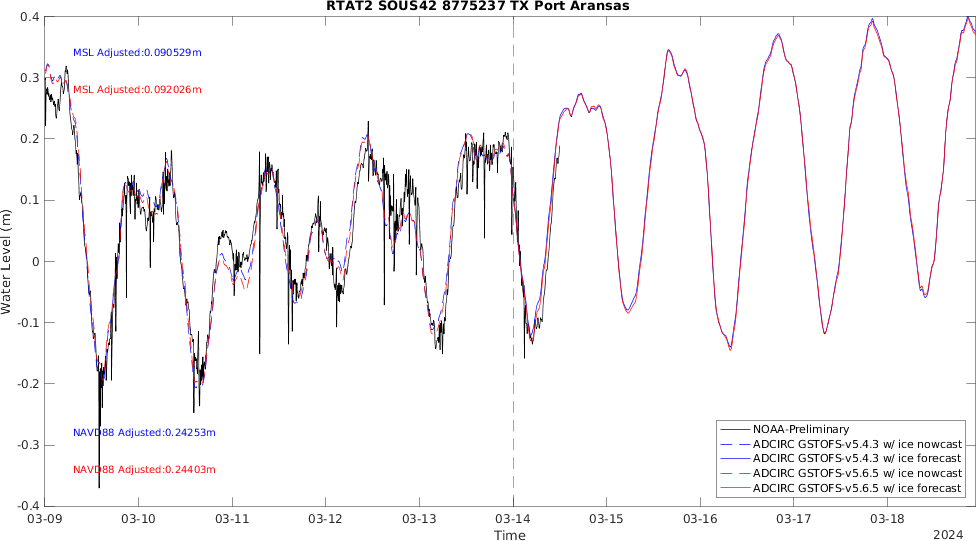 RTAT2 SOUS42 8775237 TX Port Aransas
0.4
0.3
0.2
0.1
0
-0.1
-0.2
-0.3
-0.4
Water Level (m)
MSL Adjusted:0.090529m
MSL Adjusted:0.092026m
NAVD88 Adjusted:0.24253m
NAVD88 Adjusted:0.24403m
NOAA-Preliminary
ADCIRC GSTOFS-v5.4.3 w/ ice nowcast
ADCIRC GSTOFS-v5.4.3 w/ ice forecast
ADCIRC GSTOFS-v5.6.5 w/ ice nowcast
ADCIRC GSTOFS-v5.6.5 w/ ice forecast
03-09 03-10 03-11 03-12 03-13 03-14 03-15 03-16 03-17 03-18
Time
2024